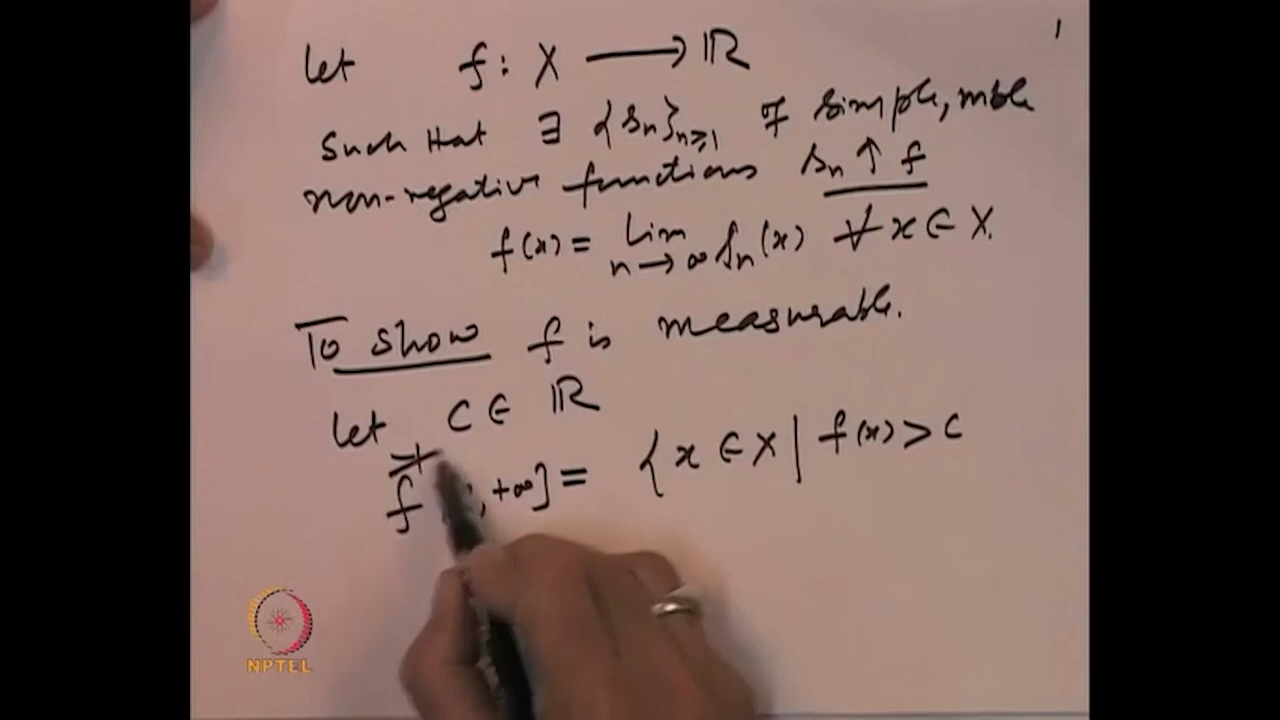 let f : X ⟶ ℝ
Such that ∃ {sₙ}ₙ≥₁ of simple, mble
non-negative functions sₙ ↑ f
f(x) = lim n→∞ sₙ(x) ∀ x ∈ X.
To show f is measurable.
let C ∈ ℝ
f , +∞] = { x ∈ X | f(x) > C
NPTEL